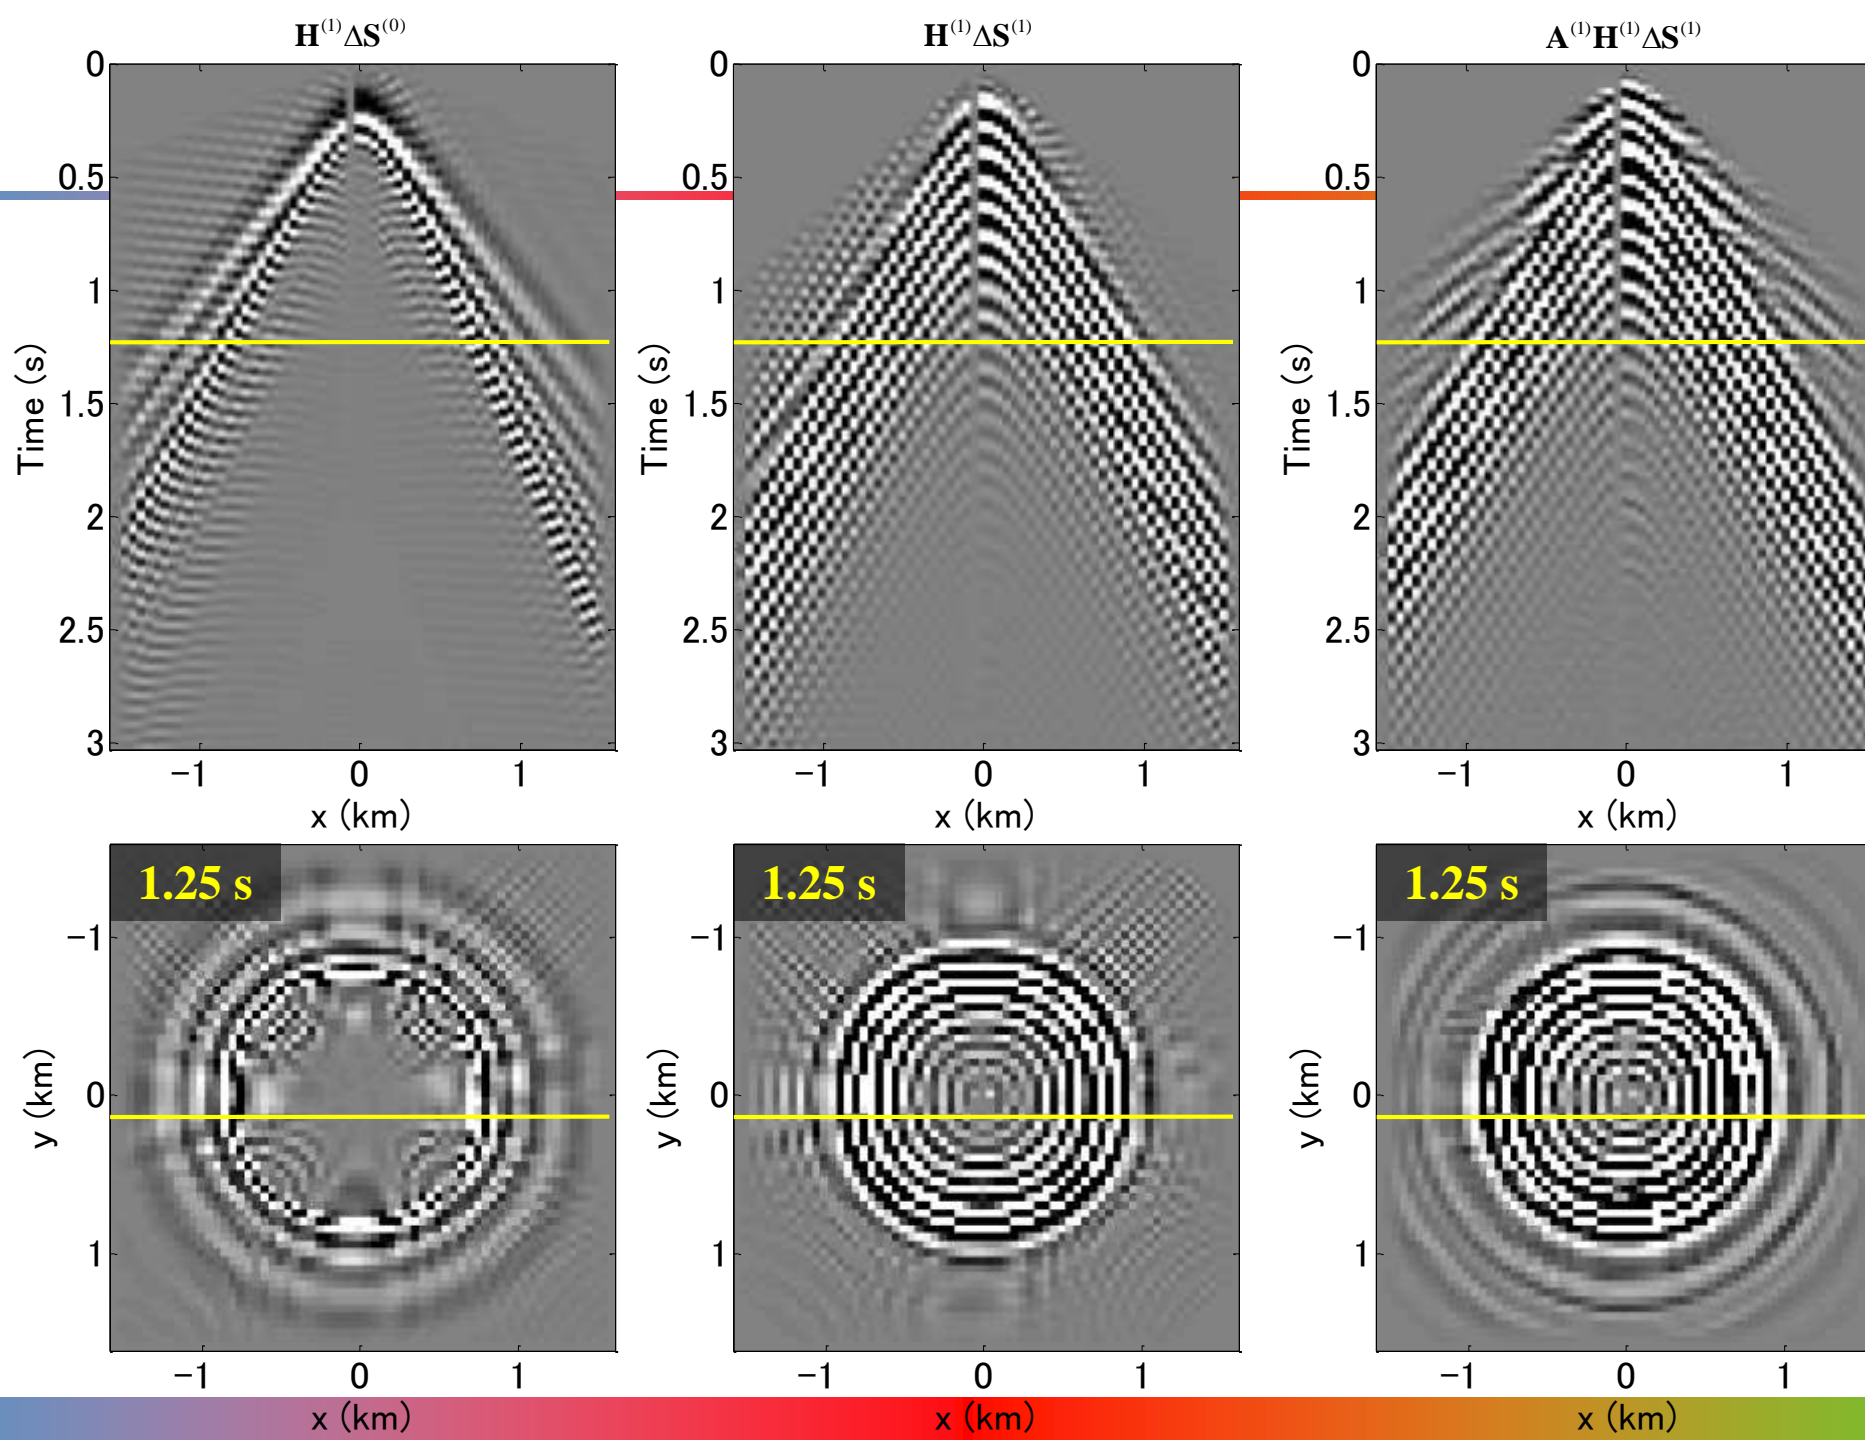 H(1)ΔS(0)
H(1)ΔS(1)
A(1)H(1)ΔS(1)
0
0.5
1
1.5
2
2.5
3
Time (s)
−1 0 1
x (km)
0
0.5
1
1.5
2
2.5
3
Time (s)
−1 0 1
x (km)
0
0.5
1
1.5
2
2.5
3
Time (s)
−1 0 1
x (km)
1.25 s
−1
0
1
y (km)
−1 0 1
x (km)
1.25 s
−1
0
1
y (km)
−1 0 1
x (km)
1.25 s
−1
0
1
y (km)
−1 0 1
x (km)